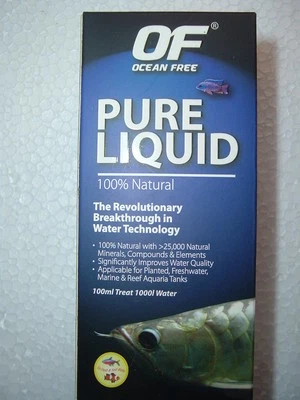 OF®
OCEAN FREE
PURE
LIQUID
100% Natural
The Revolutionary
Breakthrough in
Water Technology
• 100% Natural with >25,000 Natural
Minerals, Compounds & Elements
• Significantly Improves Water Quality
• Applicable for Planted, Freshwater,
Marine & Reef Aquaria Tanks
100ml Treat 1000l Water